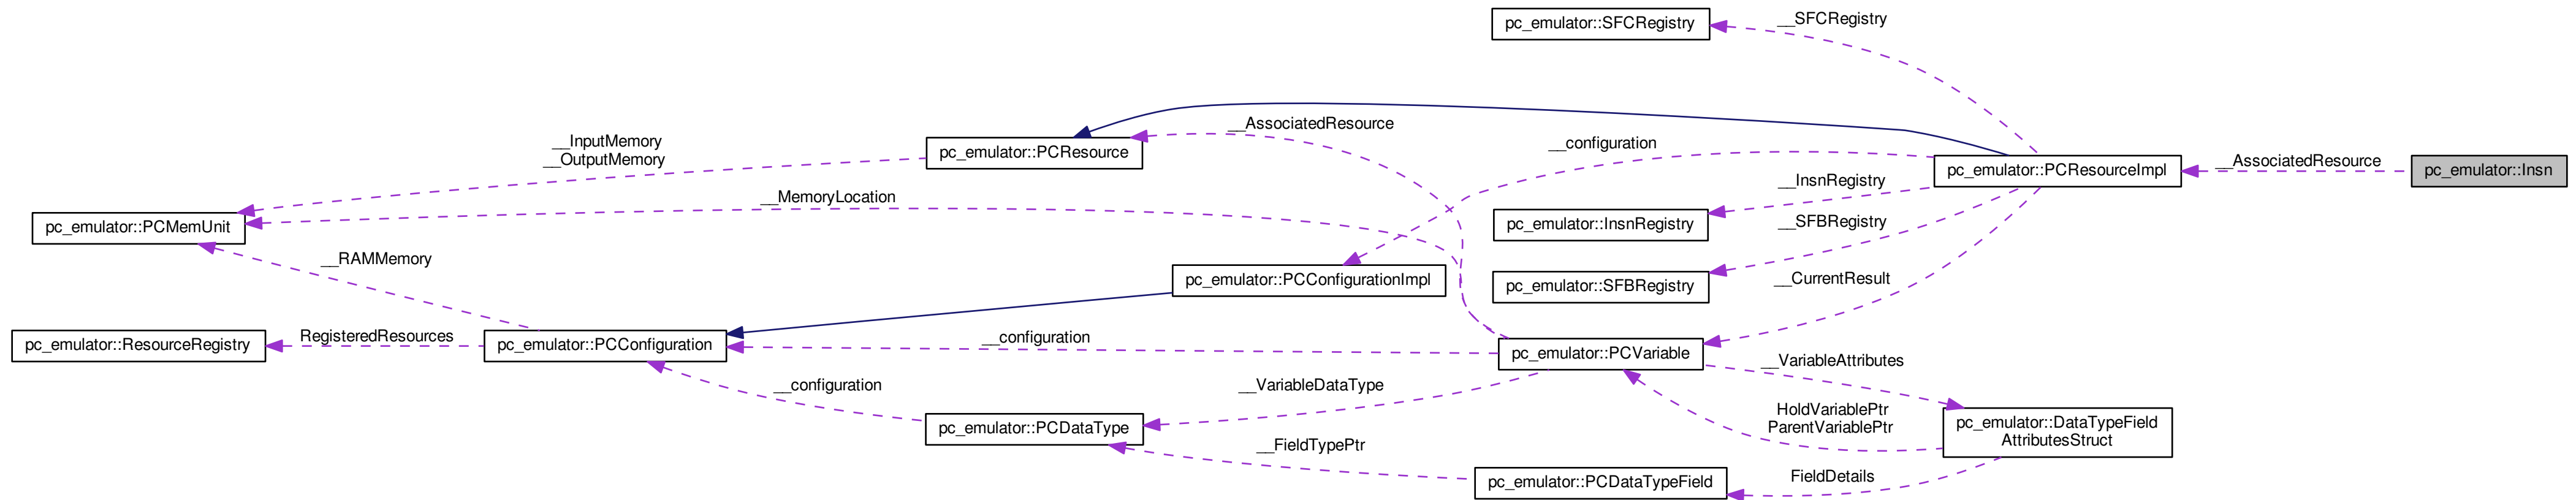 pc_emulator::SFCRegistry
__SFCRegistry
__AssociatedResource
__InputMemory
__OutputMemory
pc_emulator::PCResource
__configuration
pc_emulator::PCResourceImpl
__AssociatedResource
pc_emulator::Insn
__InsnRegistry
__MemoryLocation
pc_emulator::PCMemUnit
pc_emulator::InsnRegistry
__SFBRegistry
__RAMMemory
pc_emulator::PCConfigurationImpl
pc_emulator::SFBRegistry
__CurrentResult
pc_emulator::ResourceRegistry
RegisteredResources
pc_emulator::PCConfiguration
__configuration
pc_emulator::PCVariable
__VariableAttributes
__configuration
__VariableDataType
HoldVariablePtr
ParentVariablePtr
pc_emulator::DataTypeField
AttributesStruct
pc_emulator::PCDataType
__FieldTypePtr
FieldDetails
pc_emulator::PCDataTypeField